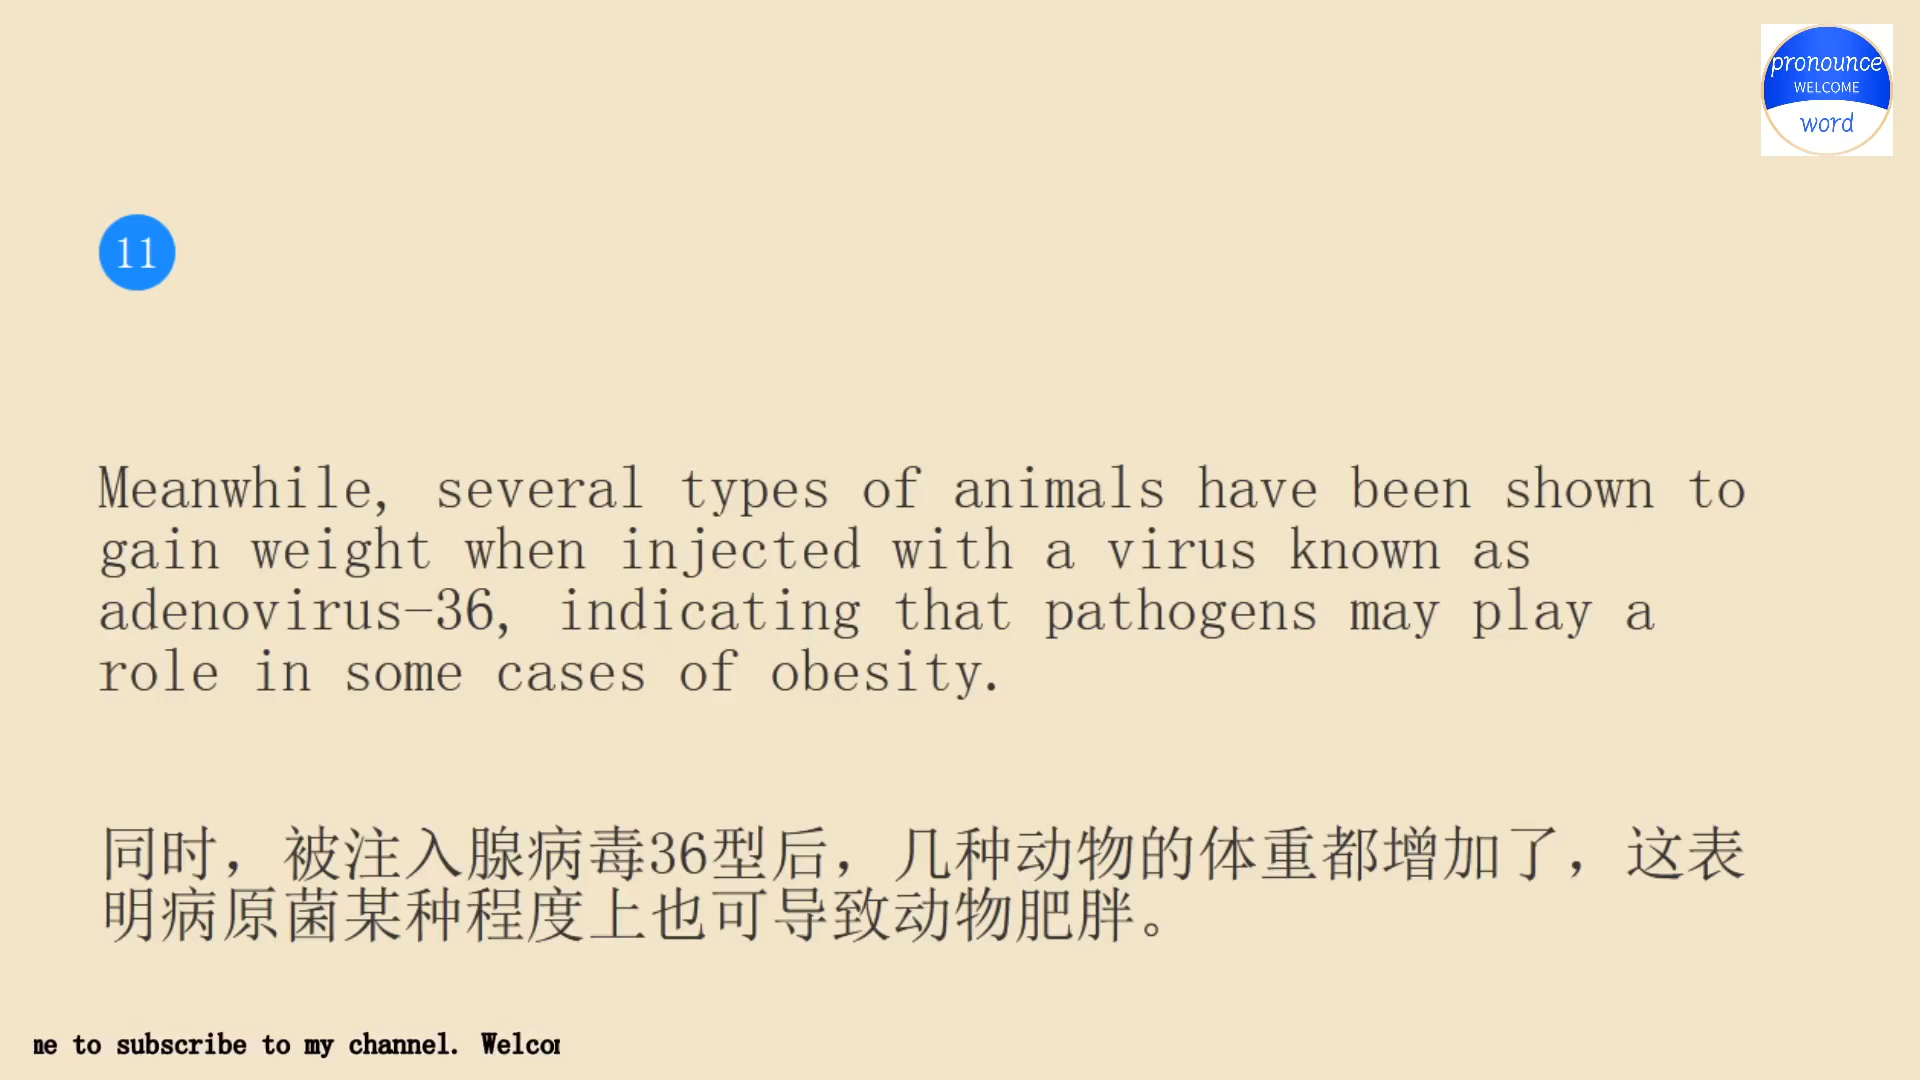 pronounce
WELCOME
word
11
Meanwhile, several types of animals have been shown to
gain weight when injected with a virus known as
adenovirus-36, indicating that pathogens may play a
role in some cases of obesity.
同时，被注入腺病毒36型后，几种动物的体重都增加了，这表
明病原菌某种程度上也可导致动物肥胖。
me to subscribe to my channel. Welcom